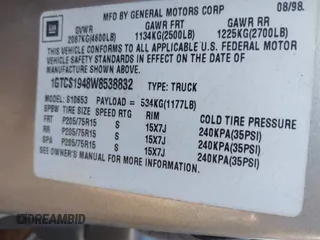 GM
MFD BY GENERAL MOTORS CORP 08/98.
GVWR GAWR FRT GAWR RR
2087KG(4600LB) 1134KG(2500LB) 1225KG(2700LB)
THIS VEHICLE CONFORMS TO ALL APPLICABLE U.S. FEDERAL MOTOR
VEHICLE SAFETY STANDARDS IN EFFECT ON THE DATE OF
MANUFACTURE SHOWN ABOVE.
1GTCS1948W8538832 TYPE: TRUCK
MODEL: S10653 PAYLOAD = 534KG(1177LB)
SPBW TIRE SIZE SPEED RTG RIM COLD TIRE PRESSURE
FRT P205/75R15 S 15X7J 240KPA(35PSI)
RR P205/75R15 S 15X7J 240KPA(35PSI)
SPA P205/75R15 S 15X7J 240KPA(35PSI)
SEE OWNER'S MANUAL FOR MORE INFORMATION.
© DREAMBID